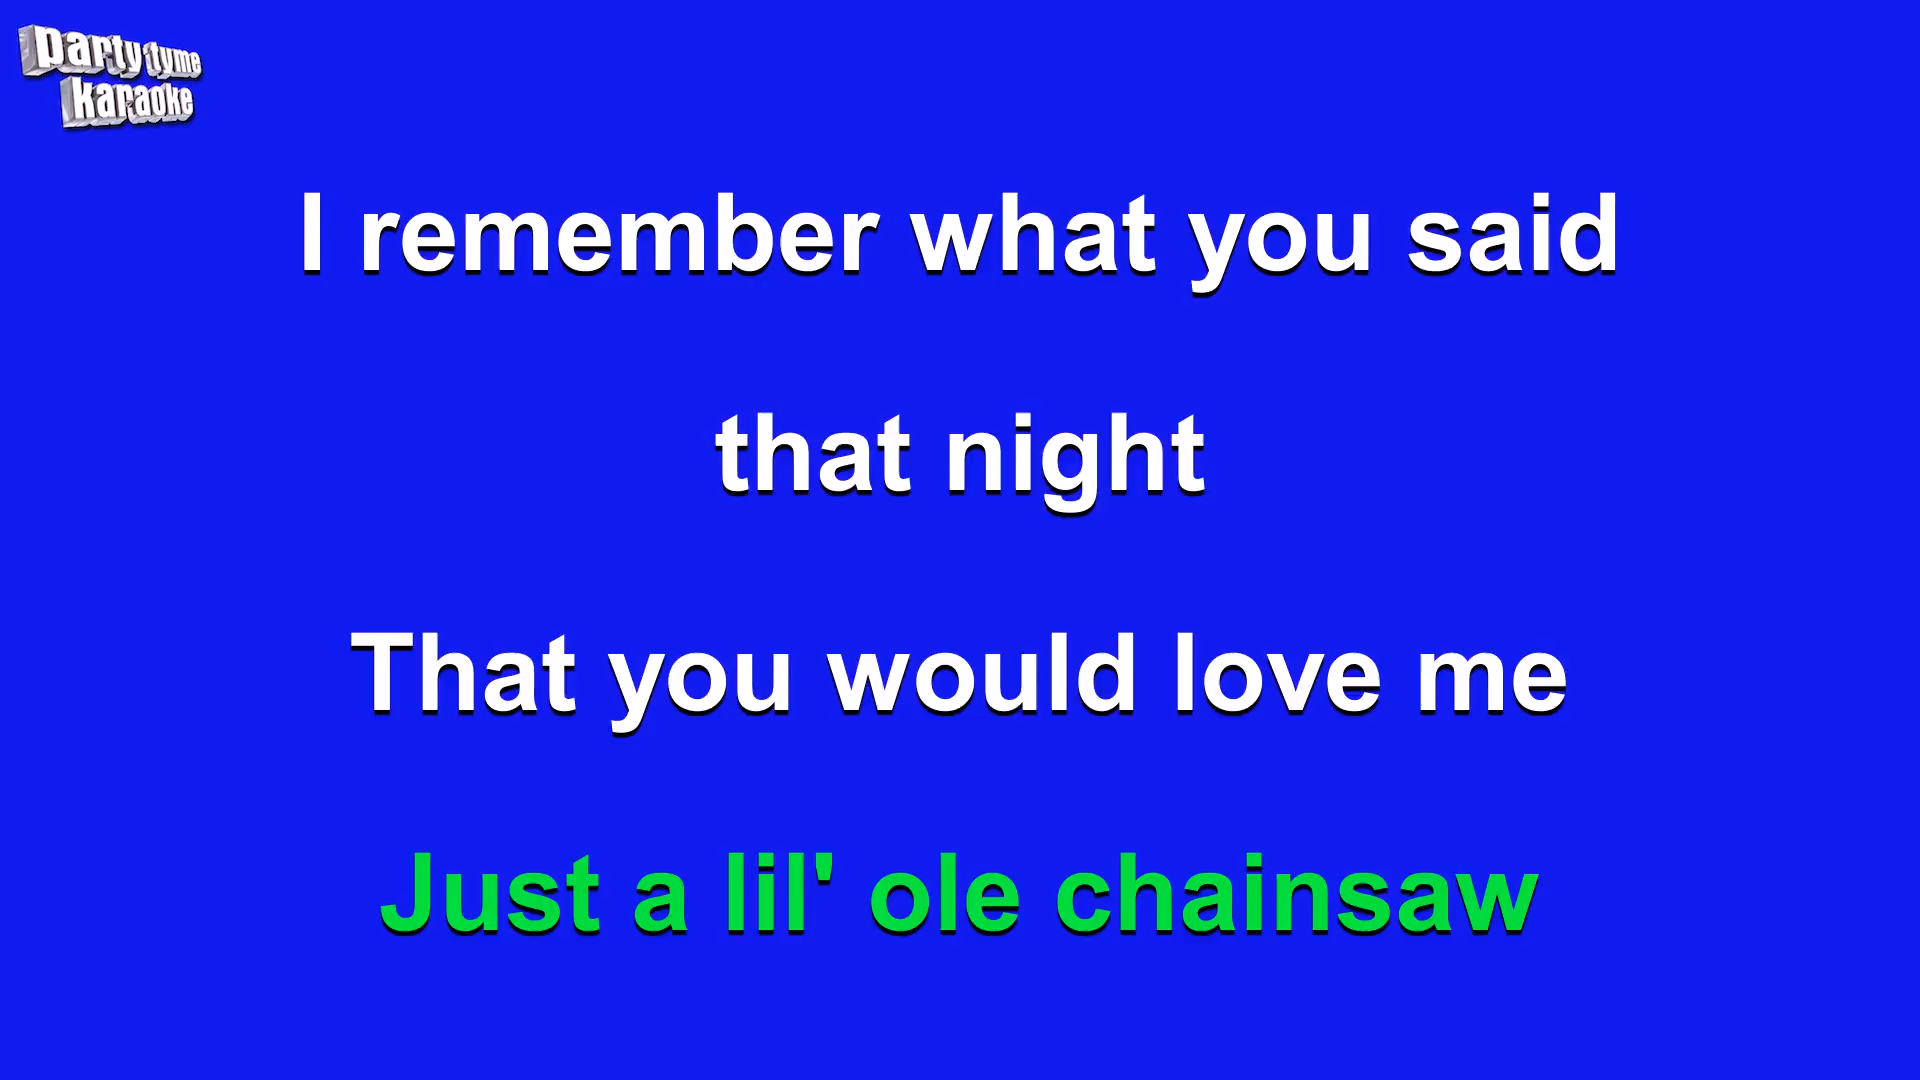 party tyme
karaoke
I remember what you said
that night
That you would love me
Just a lil' ole chainsaw